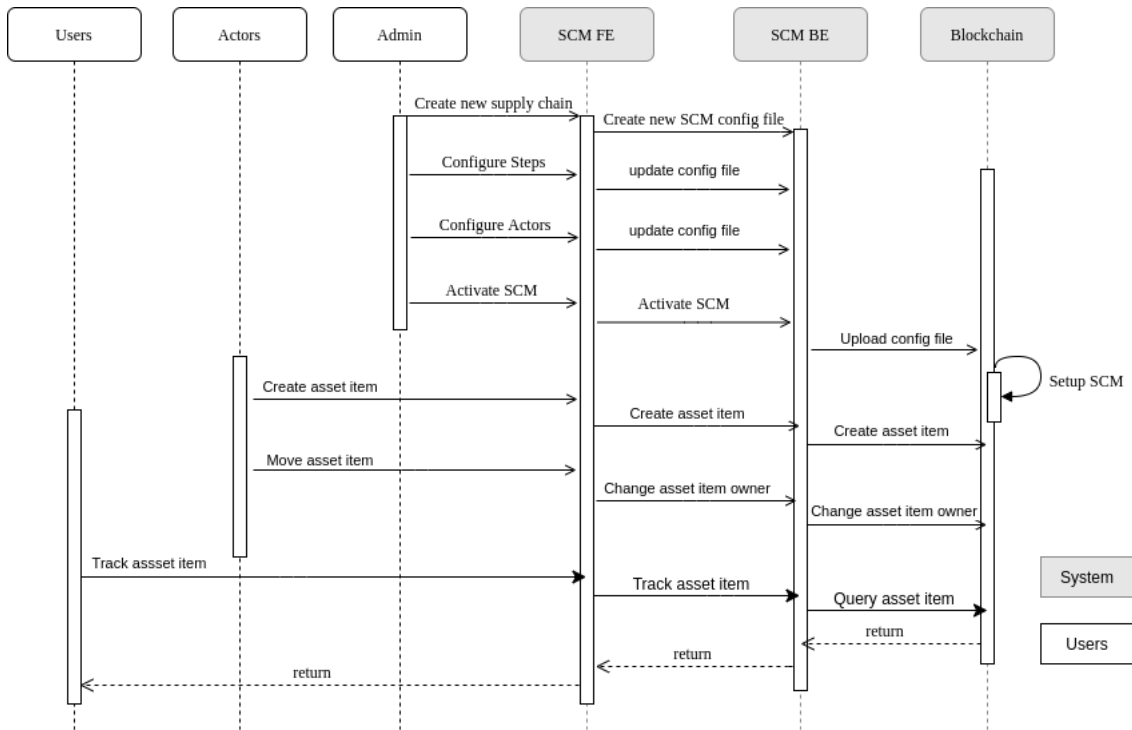 Users
Actors
Admin
SCM FE
SCM BE
Blockchain
Create new supply chain
Create new SCM config file
Configure Steps
update config file
Configure Actors
update config file
Activate SCM
Activate SCM
Upload config file
Setup SCM
Create asset item
Create asset item
Create asset item
Move asset item
Change asset item owner
Change asset item owner
Track assset item
Track asset item
Query asset item
return
return
return
System
Users